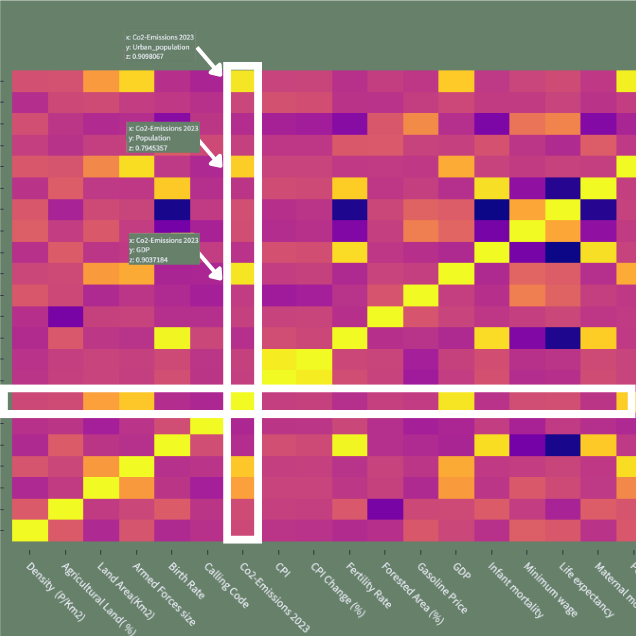 x: Co2-Emissions 2023
y: Urban_population
z: 0.9098067
x: Co2-Emissions 2023
y: Population
z: 0.7945357
x: Co2-Emissions 2023
y: GDP
z: 0.9037184
Density (P/Km2)
Agricultural Land( %)
Land Area(Km2)
Armed Forces size
Birth Rate
Calling Code
Co2-Emissions 2023
CPI
CPI Change (%)
Fertility Rate
Forested Area (%)
Gasoline Price
GDP
Infant mortality
Minimum wage
Life expectancy
Maternal m